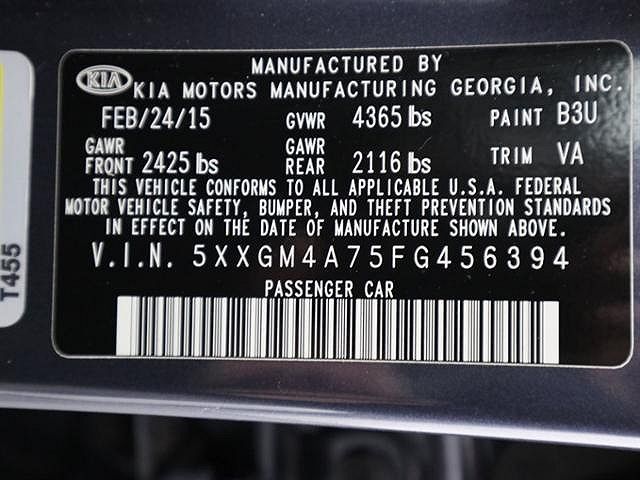 MANUFACTURED BY
KIA KIA MOTORS MANUFACTURING GEORGIA, INC.
FEB/24/15 GVWR 4365 lbs PAINT B3U
GAWR FRONT 2425 lbs GAWR REAR 2116 lbs TRIM VA
THIS VEHICLE CONFORMS TO ALL APPLICABLE U.S.A. FEDERAL
MOTOR VEHICLE SAFETY, BUMPER, AND THEFT PREVENTION STANDARDS
IN EFFECT ON THE DATE OF MANUFACTURE SHOWN ABOVE.
V.I.N. 5XXGM4A75FG456394
PASSENGER CAR
T455